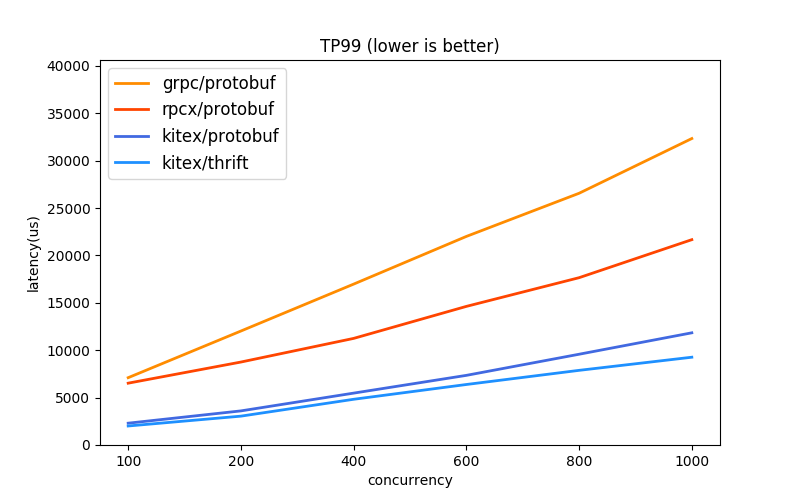 TP99 (lower is better)
40000
35000
30000
25000
20000
15000
10000
5000
0
latency(us)
grpc/protobuf
rpcx/protobuf
kitex/protobuf
kitex/thrift
100 200 400 600 800 1000
concurrency